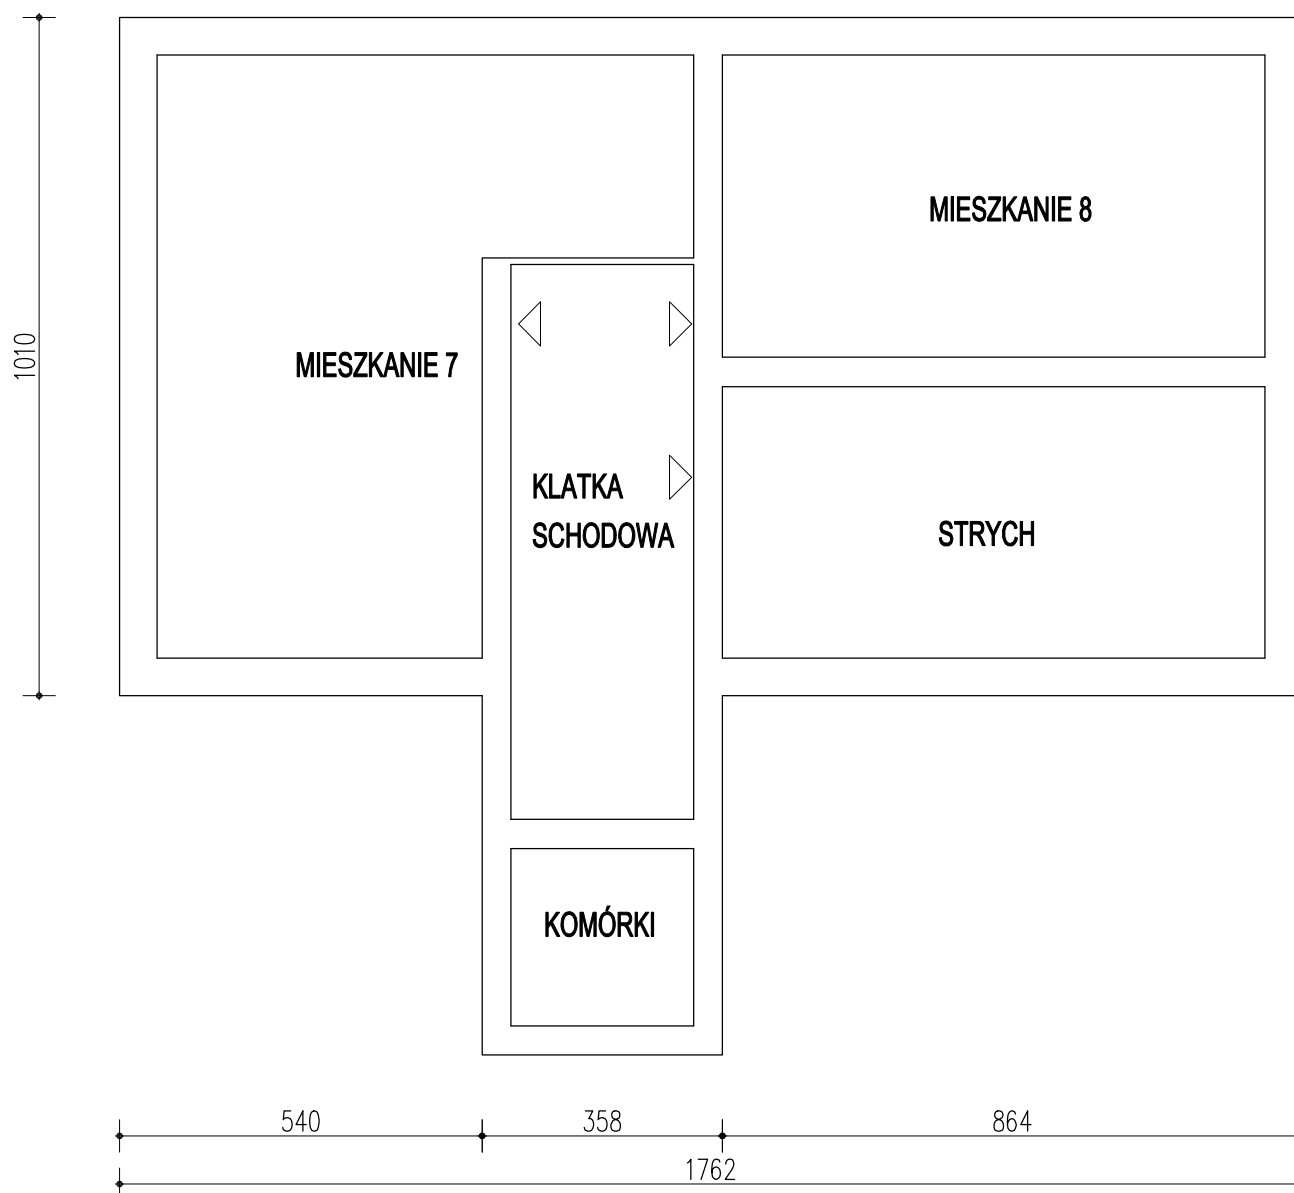 MIESZKANIE 8
1010
MIESZKANIE 7
KLATKA
SCHODOWA
STRYCH
KOMÓRKI
540
358
864
1762